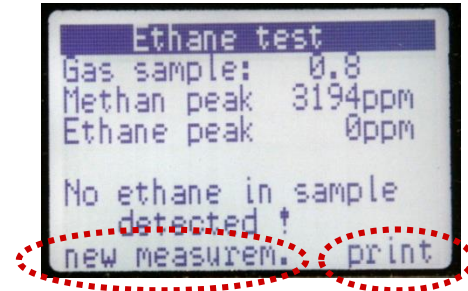 Ethane test
Gas sample: 0.8
Methan peak 3194ppm
Ethane peak 0ppm
No ethane in sample
detected !
new measurem. print